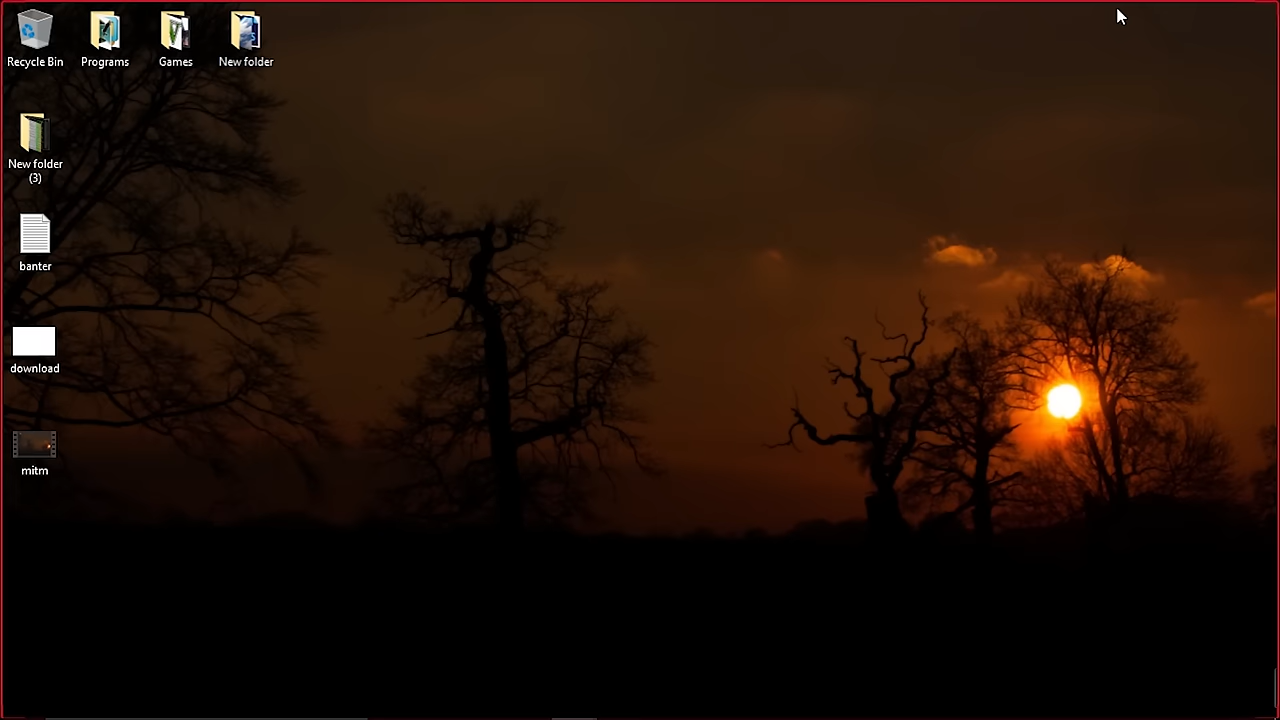 Recycle Bin
Programs
Games
New folder
New folder
(3)
banter
download
mitm